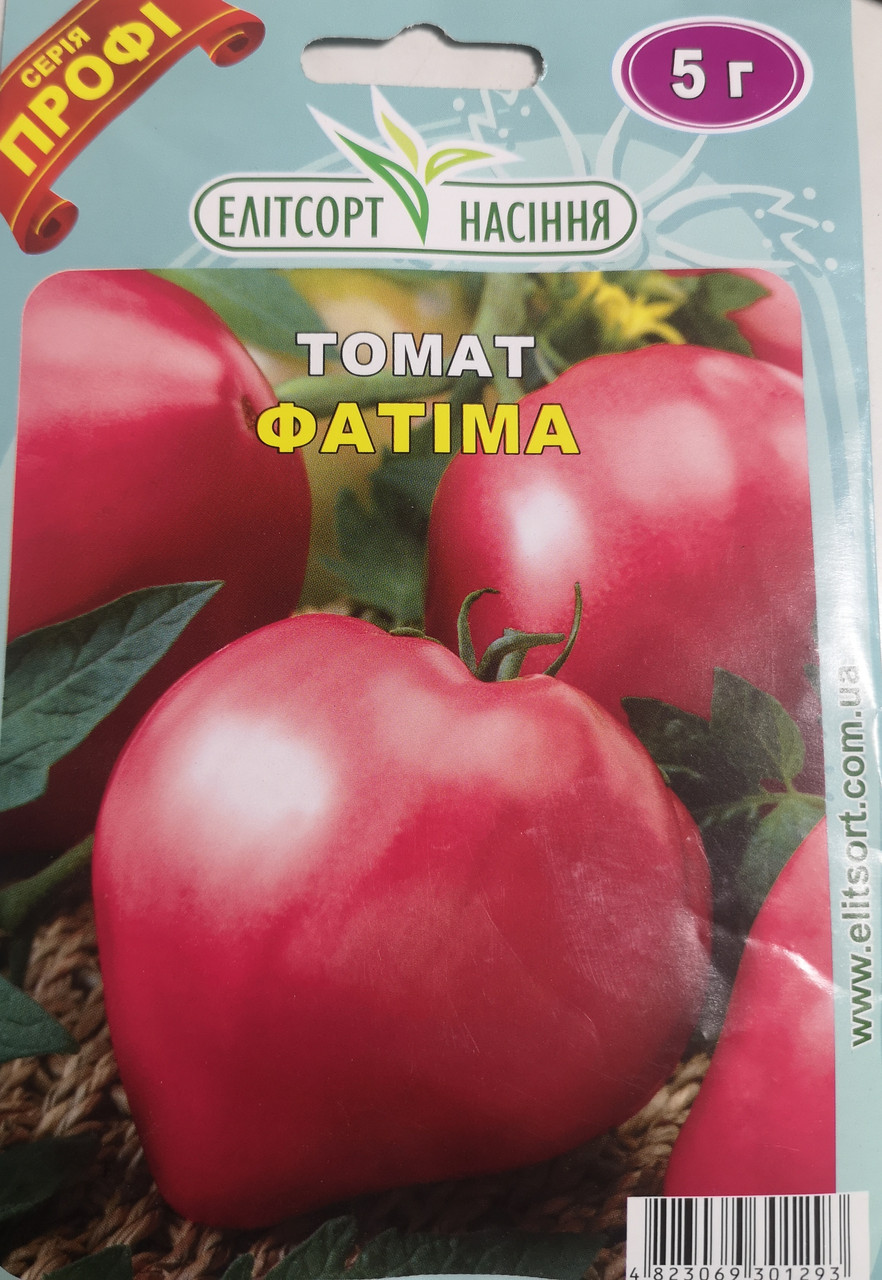 СЕРІЯ
ПРОФІ
5 г
ЕЛІТСОРТ НАСІННЯ
ТОМАТ
ФАТІМА
www.elitsort.com.ua
4 823069 301293